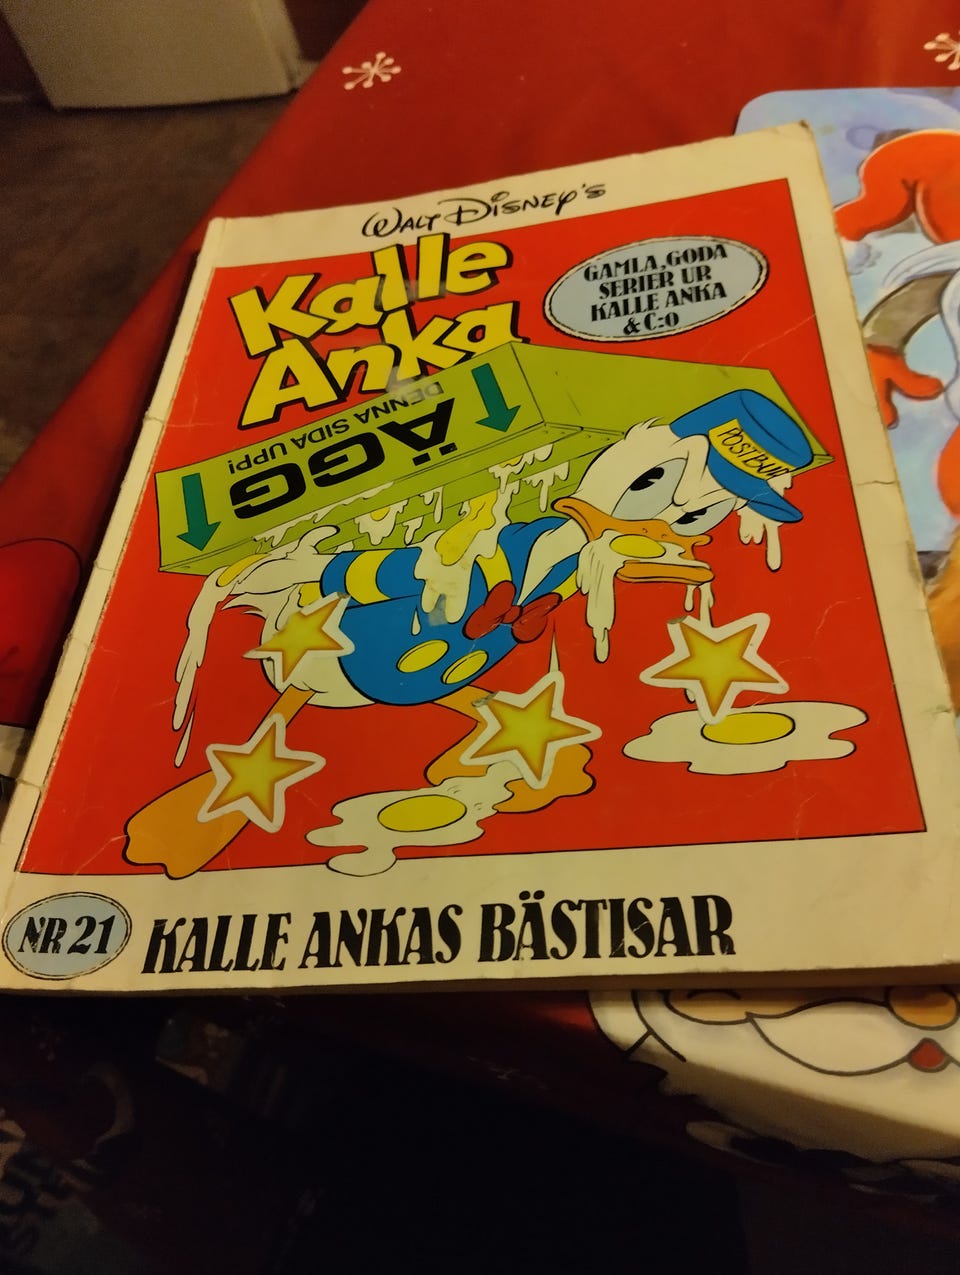 WALT DISNEY'S
Kalle
Anka
GAMLA, GODA
SERIER UR
KALLE ANKA
& C:O
DENNA SIDA UPP!
ÄGG
POSTBUD
NR 21
KALLE ANKAS BÄSTISAR